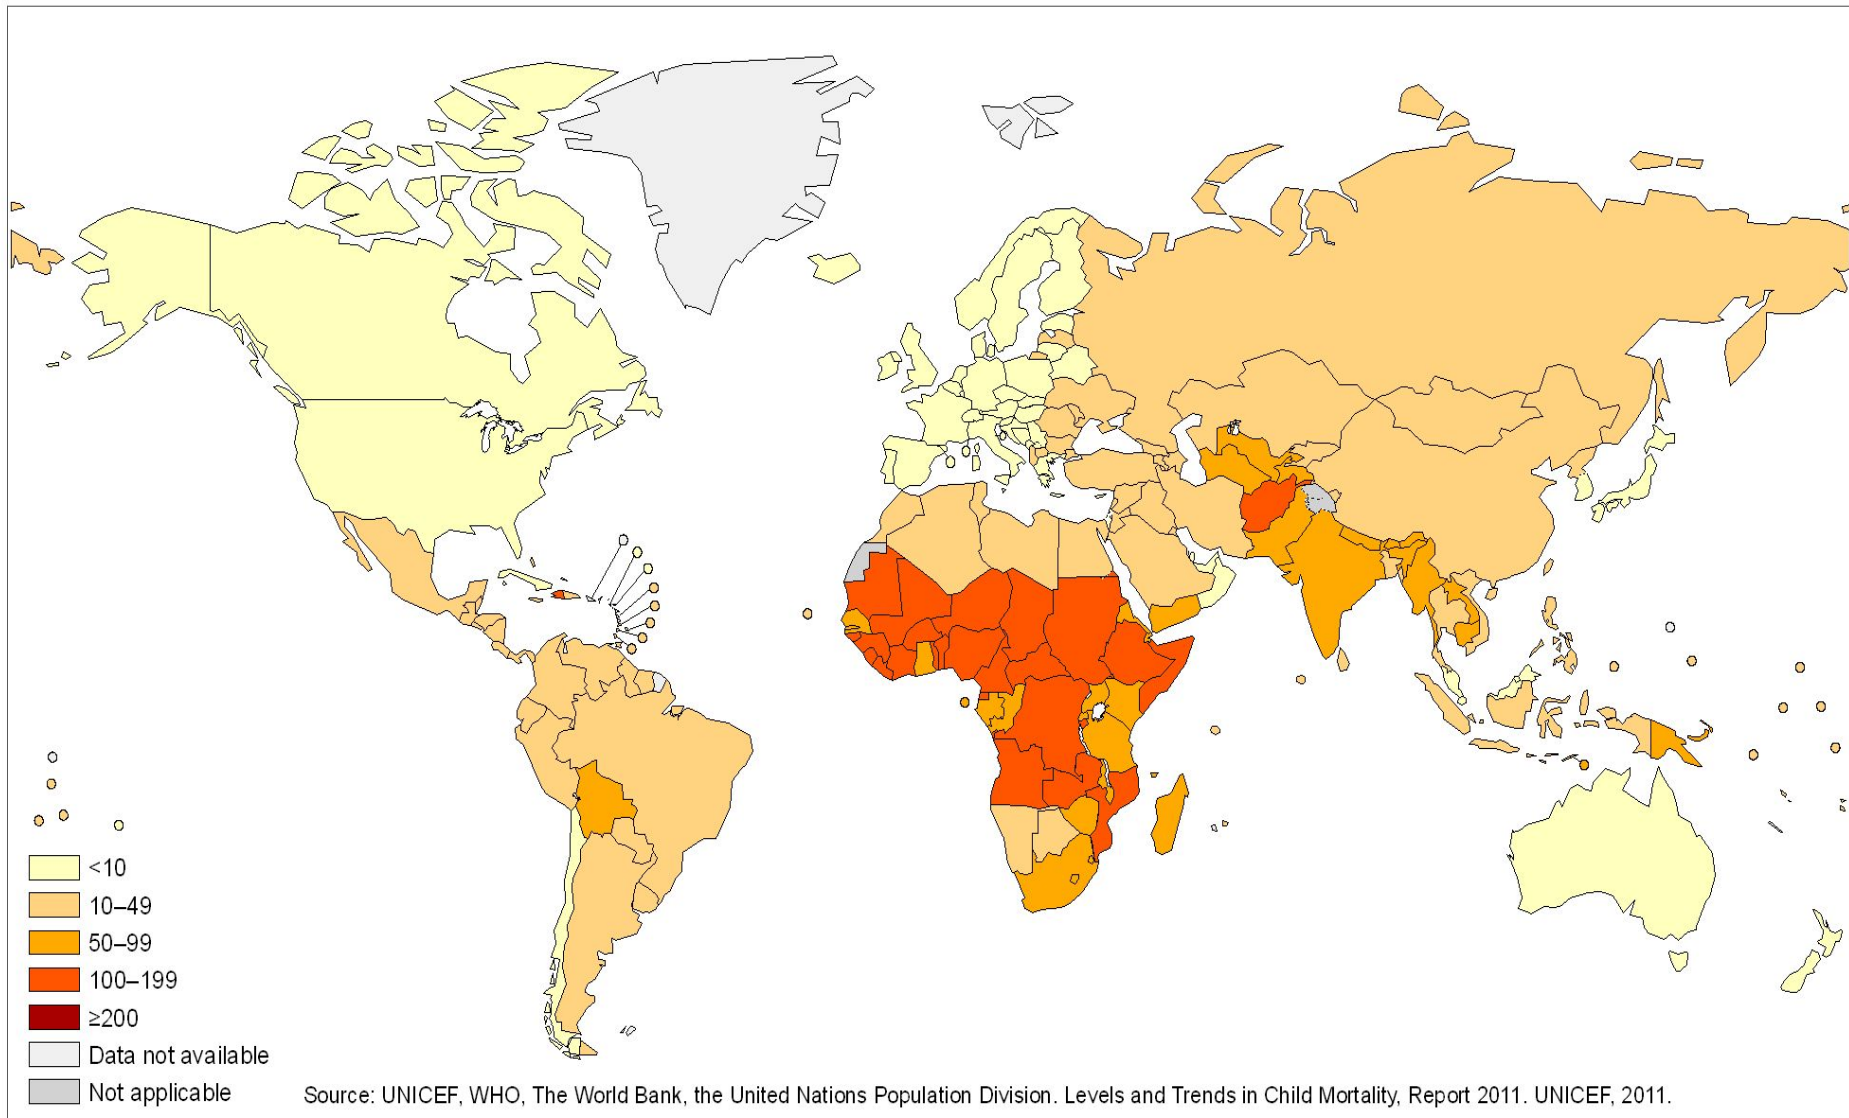 <10
10–49
50–99
100–199
≥200
Data not available
Not applicable
Source: UNICEF, WHO, The World Bank, the United Nations Population Division. Levels and Trends in Child Mortality, Report 2011. UNICEF, 2011.